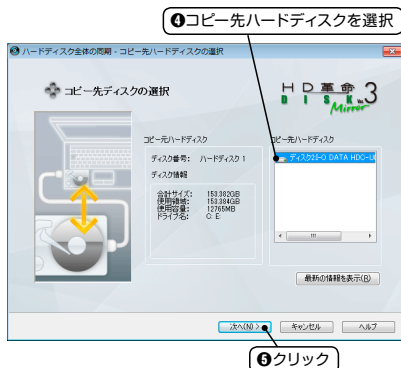 ❹コピー先ハードディスクを選択
ハードディスク全体の同期 - コピー先ハードディスクの選択
コピー先ディスクの選択
HD革命
DISK Ver.3
Mirror
コピー元ハードディスク
ディスク番号: ハードディスク 1
ディスク情報
合計サイズ: 153.382GB
使用領域: 153.384GB
使用容量: 12765MB
ドライブ名: C: E:
コピー先ハードディスク
ディスク2:I-O DATA HDC-U
最新の情報を表示(R)
次へ(N) >
キャンセル
ヘルプ
❺クリック